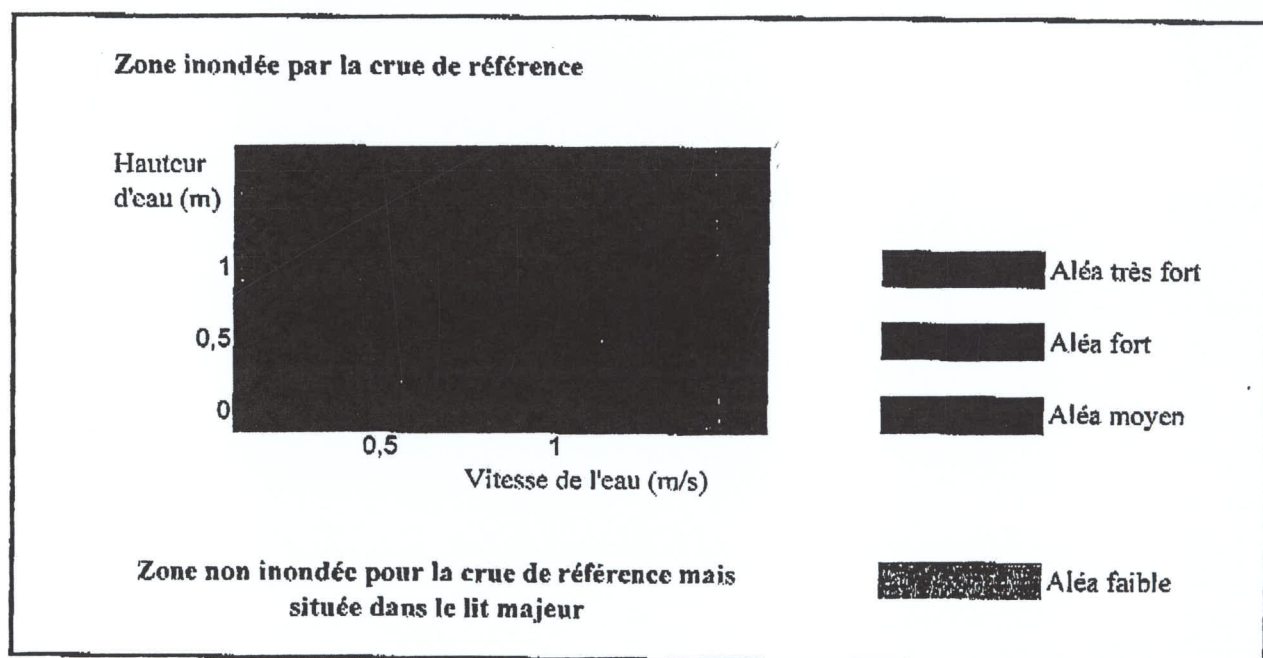 Zone inondée par la crue de référence
Hauteur
d'eau (m)
1
0,5
0
0,5 1
Vitesse de l'eau (m/s)
Aléa très fort
Aléa fort
Aléa moyen
Zone non inondée pour la crue de référence mais
située dans le lit majeur
Aléa faible